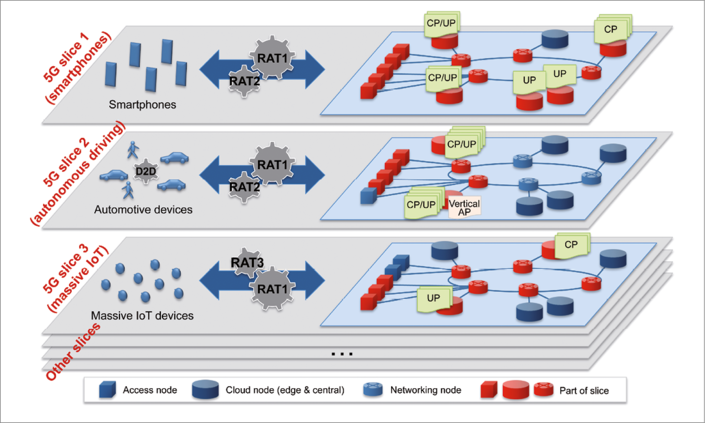 5G slice 1
(smartphones)
Smartphones
RAT1
RAT2
CP/UP
CP
CP/UP
UP
UP
5G slice 2
(autonomous driving)
D2D
Automotive devices
RAT1
RAT2
CP/UP
CP/UP
Vertical
AP
5G slice 3
(massive IoT)
Massive IoT devices
RAT3
RAT1
CP
UP
Other slices
...
Access node
Cloud node (edge & central)
Networking node
Part of slice